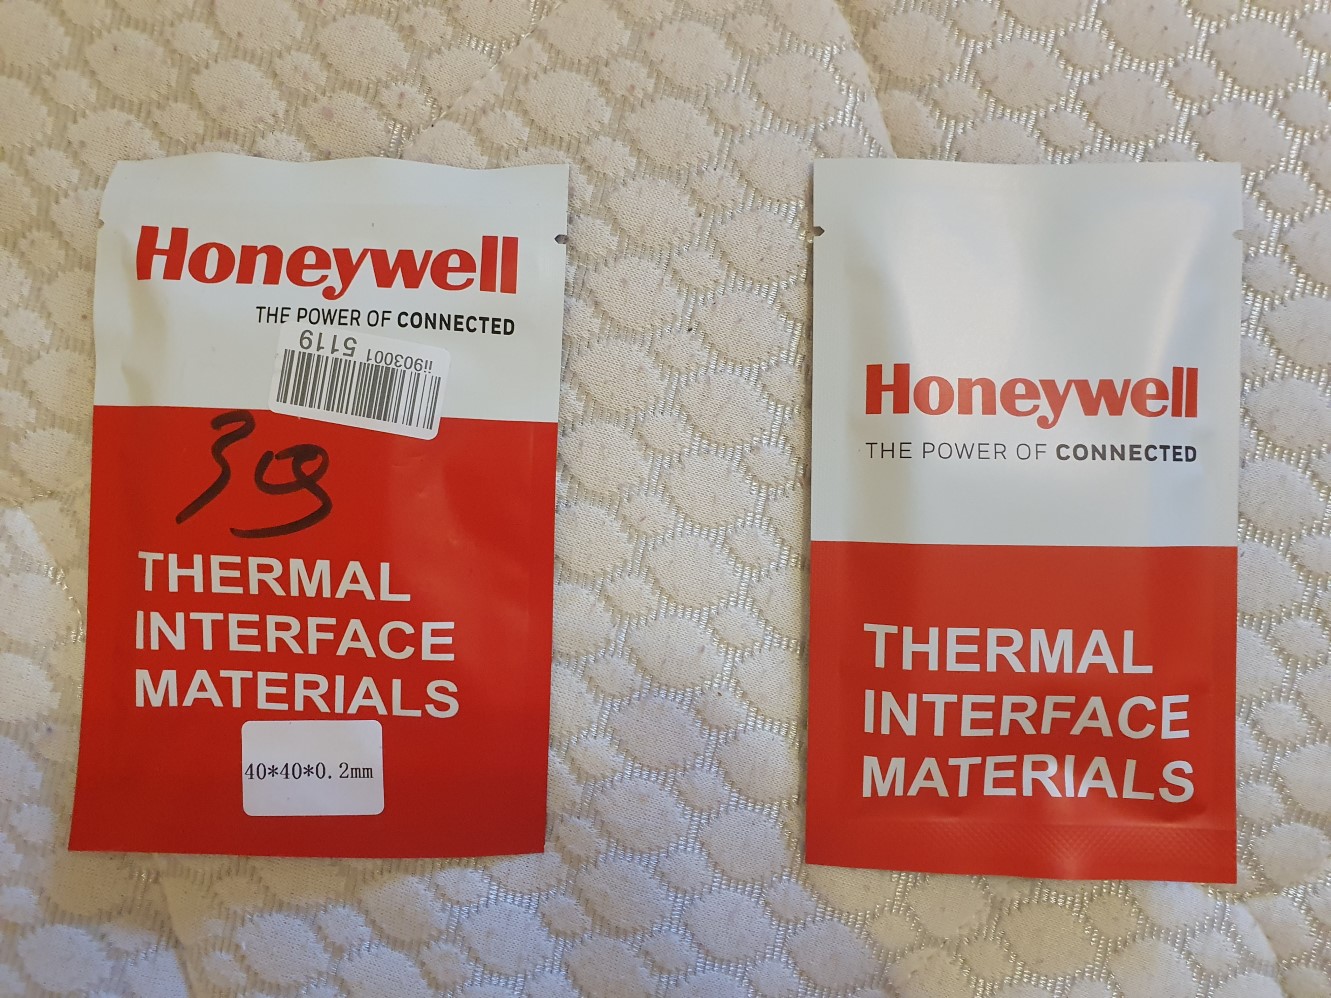 Honeywell
THE POWER OF CONNECTED
ii903001 5119
THERMAL
INTERFACE
MATERIALS
40*40*0.2mm
Honeywell
THE POWER OF CONNECTED
THERMAL
INTERFACE
MATERIALS